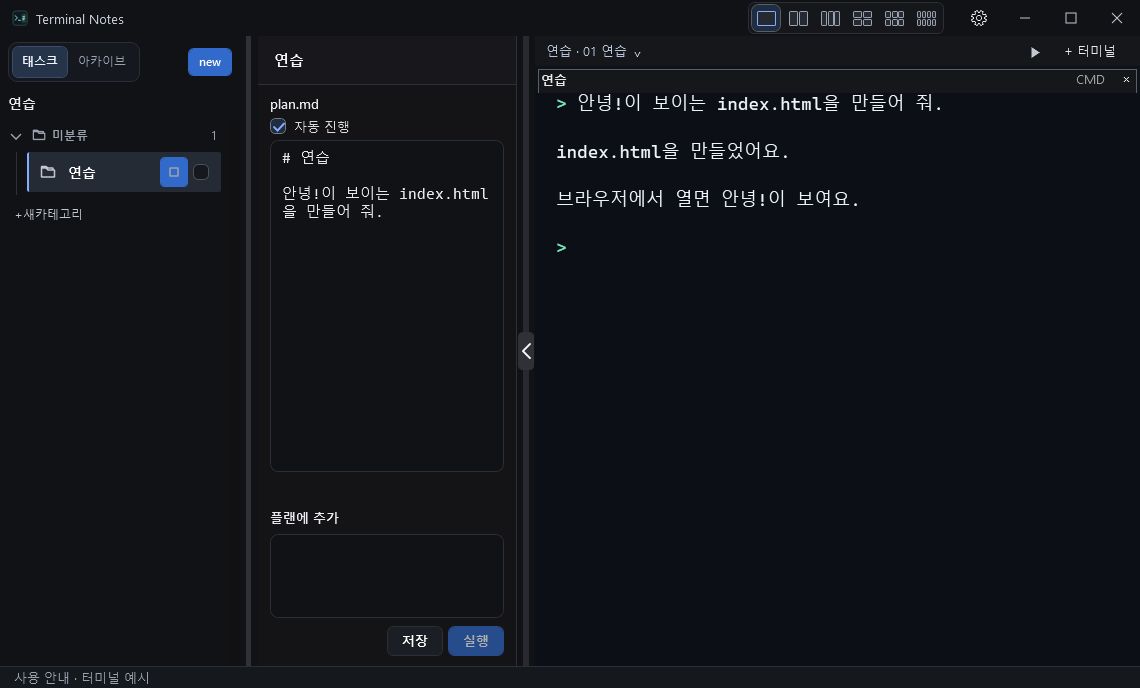 Terminal Notes
태스크 아카이브 new
연습
미분류 1
연습
+새카테고리
연습
plan.md
자동 진행
# 연습
안녕!이 보이는 index.html
을 만들어 줘.
플랜에 추가
저장 실행
연습 · 01 연습
+ 터미널
연습 CMD ×
> 안녕!이 보이는 index.html을 만들어 줘.
index.html을 만들었어요.
브라우저에서 열면 안녕!이 보여요.
>
사용 안내 · 터미널 예시